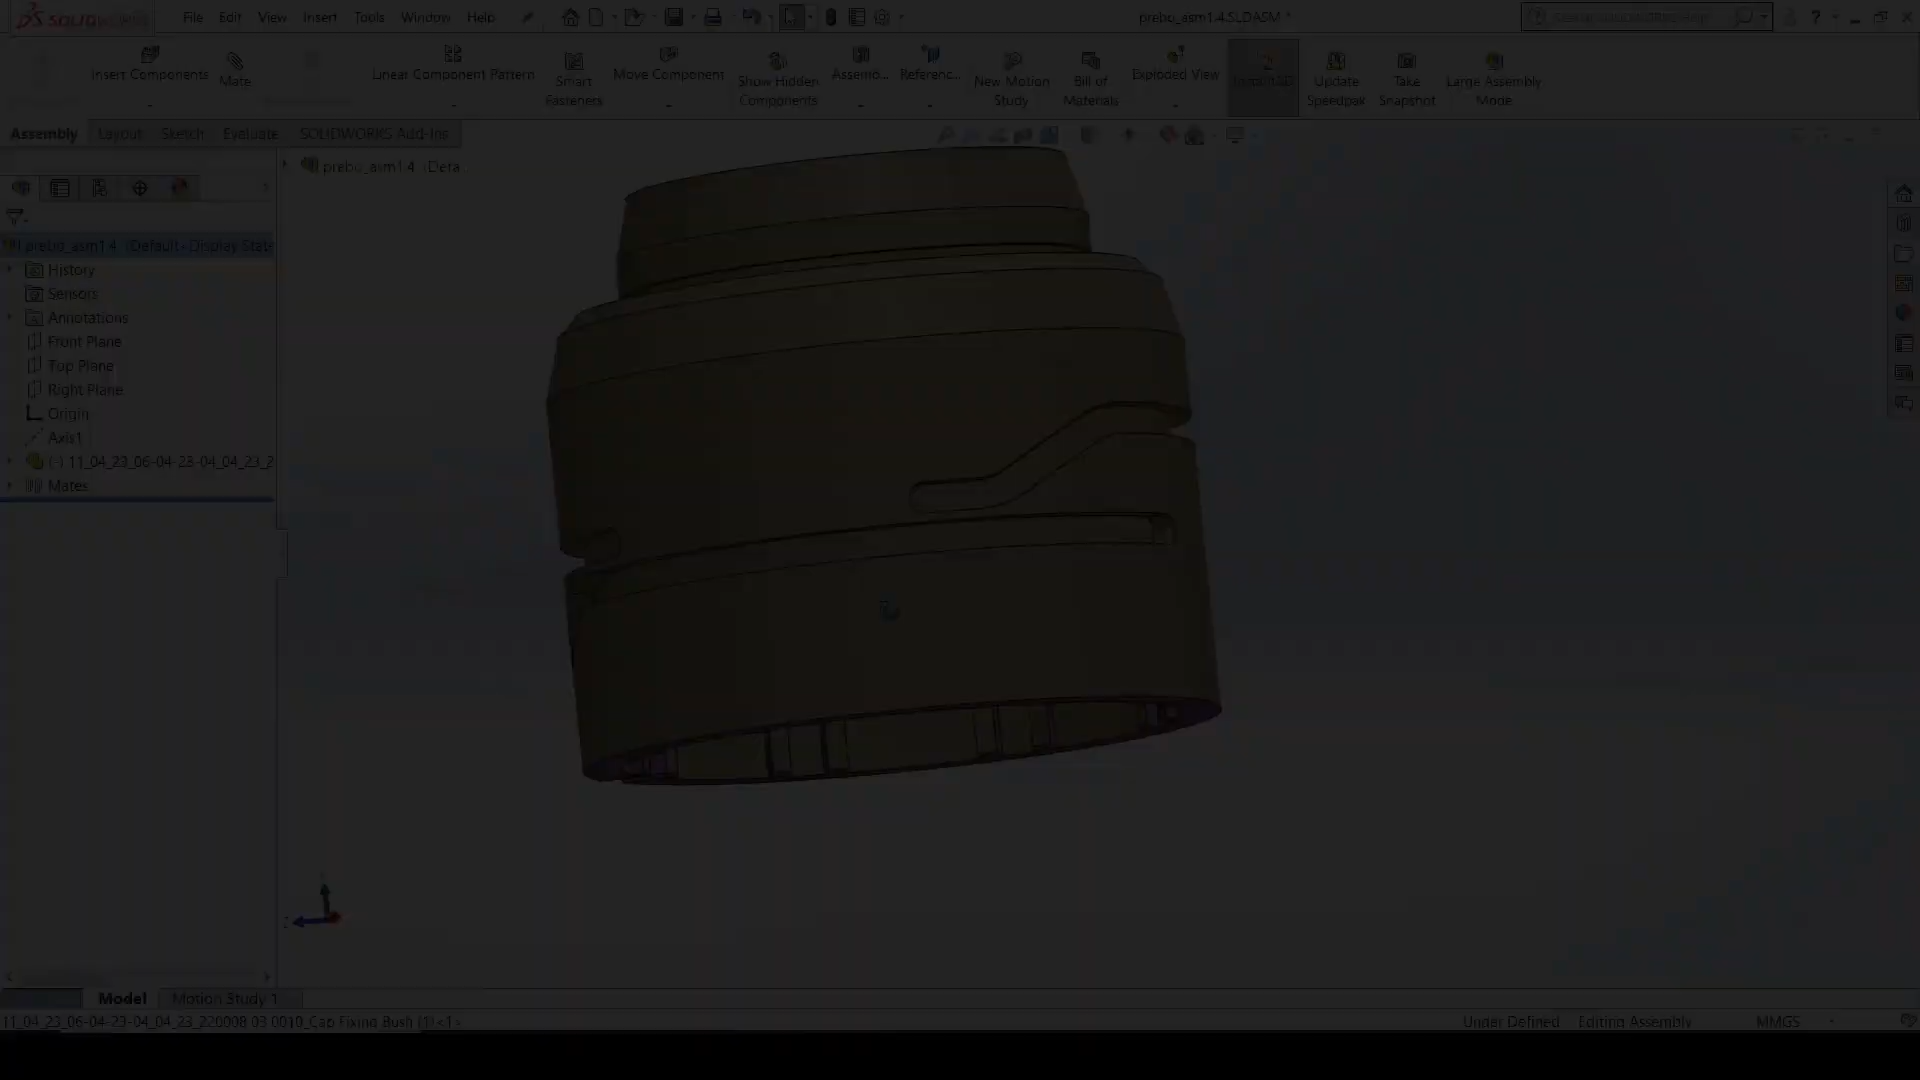 SOLIDWORKS File Edit View Insert Tools Window Help prebo_asm1.4.SLDASM *
Insert Components Mate Linear Component Pattern Smart Fasteners Move Component Show Hidden Components Assemb... Referenc... New Motion Study Bill of Materials Exploded View Instant3D Update Speedpak Take Snapshot Large Assembly Mode
Assembly Layout Sketch Evaluate SOLIDWORKS Add-Ins
prebo_asm1.4 (Defa...
prebo_asm1.4 (Default<Display State
History
Sensors
Annotations
Front Plane
Top Plane
Right Plane
Origin
Axis1
(-) 11_04_23_06-04-23-04_04_23_2
Mates
Z
Model Motion Study 1
11_04_23_06-04-23-04_04_23_220008 03 0010_Cap Fixing Bush (1)<1> Under Defined Editing Assembly MMGS